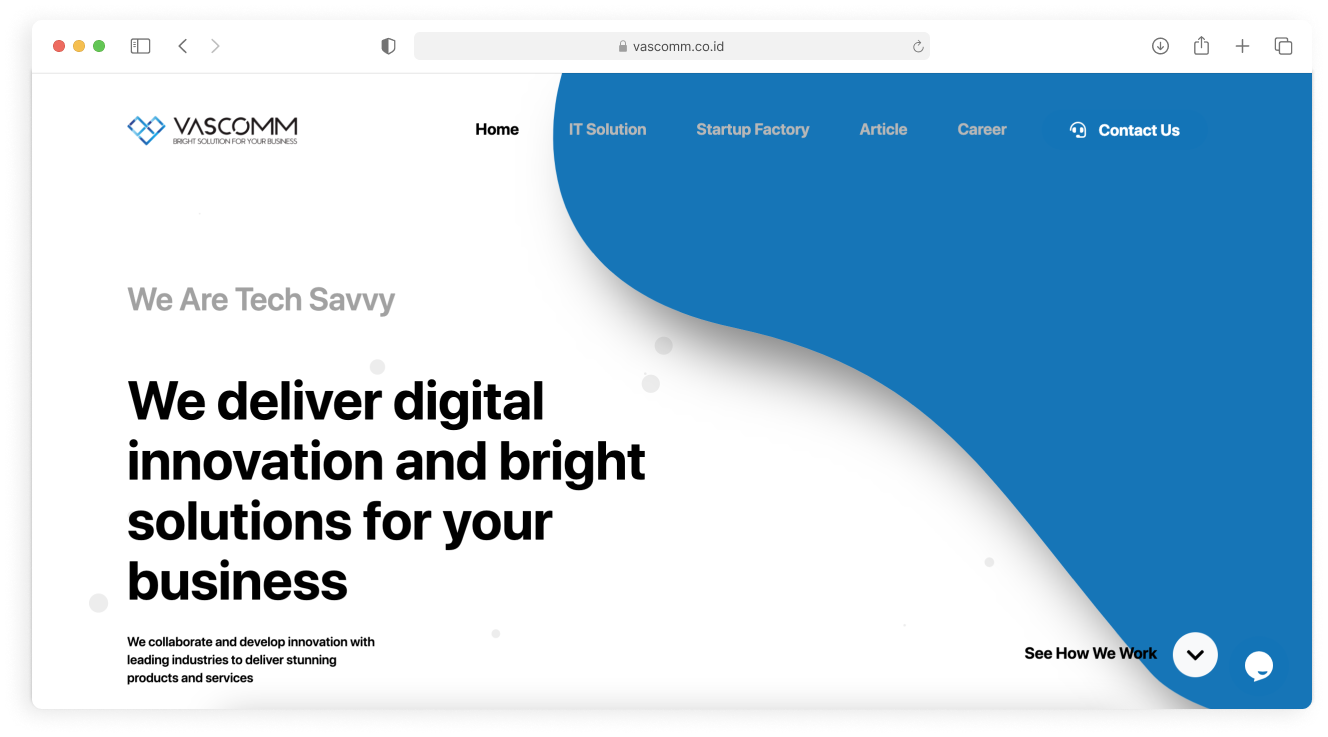 vascomm.co.id
VASCOMM
BRIGHT SOLUTION FOR YOUR BUSINESS
Home
IT Solution
Startup Factory
Article
Career
Contact Us
We Are Tech Savvy
We deliver digital
innovation and bright
solutions for your
business
We collaborate and develop innovation with
leading industries to deliver stunning
products and services
See How We Work